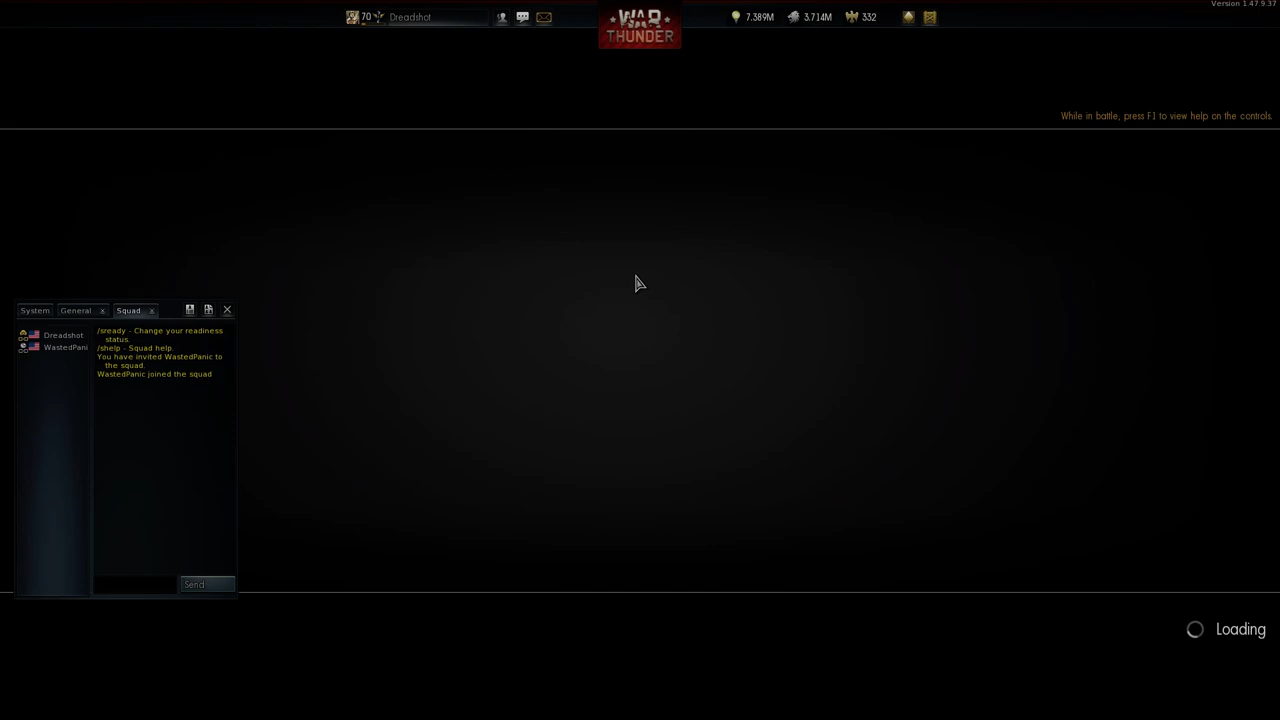 Version 1.47.9.37
70 Dreadshot
WAR
THUNDER
7.389M 3.714M 332
While in battle, press F1 to view help on the controls.
System General x Squad x
Dreadshot
WastedPani
/sready - Change your readiness
status.
/shelp - Squad help.
You have invited WastedPanic to
the squad.
WastedPanic joined the squad
Send
Loading